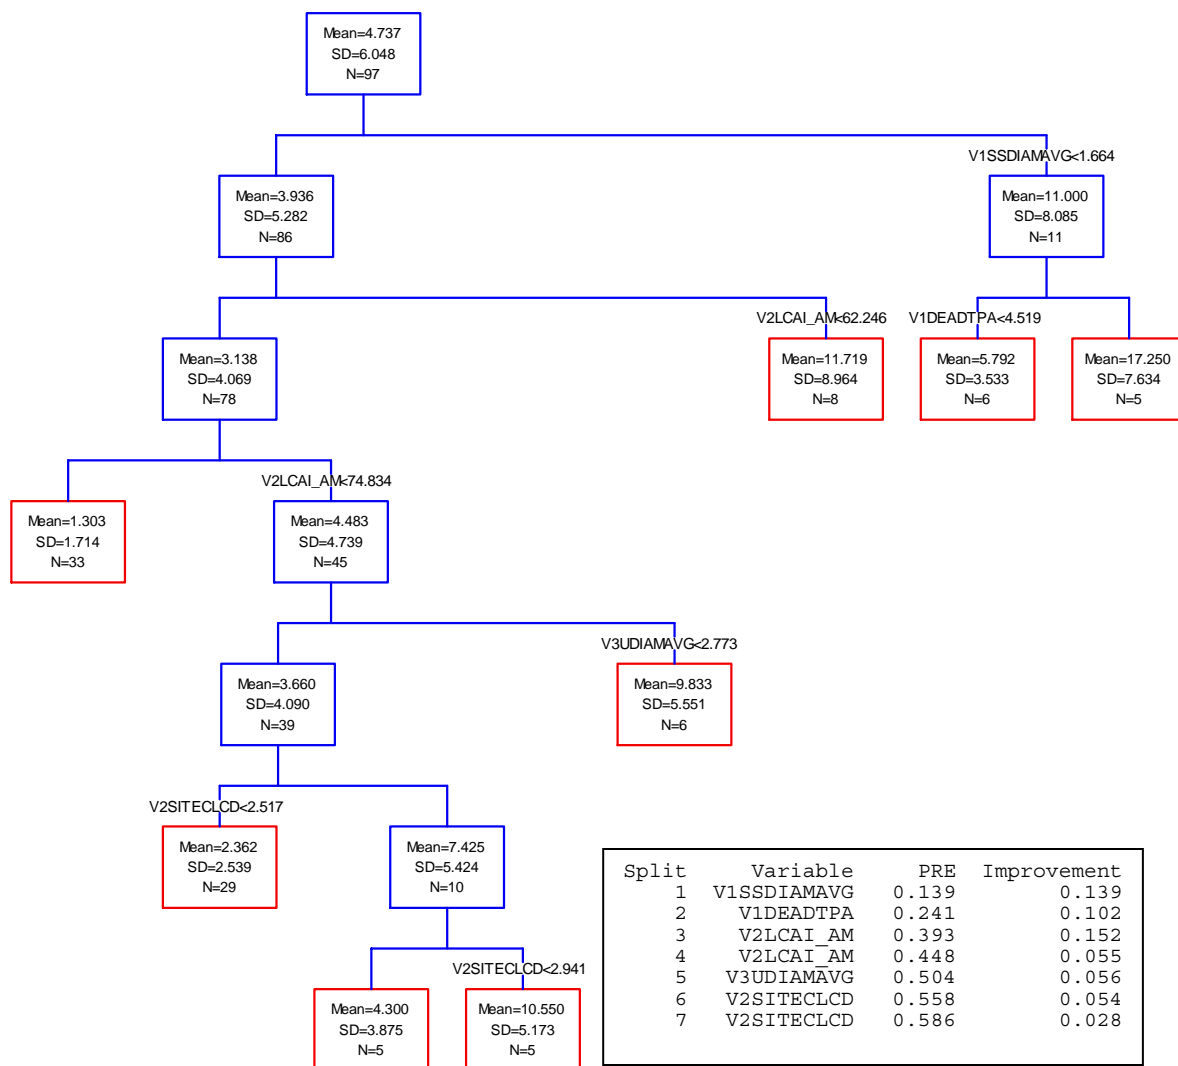 Mean=4.737
SD=6.048
N=97
V1SSDIAMAVG<1.664
Mean=3.936
SD=5.282
N=86
Mean=11.000
SD=8.085
N=11
V2LCAI_AM<62.246
V1DEADTPA<4.519
Mean=3.138
SD=4.069
N=78
Mean=11.719
SD=8.964
N=8
Mean=5.792
SD=3.533
N=6
Mean=17.250
SD=7.634
N=5
V2LCAI_AM<74.834
Mean=1.303
SD=1.714
N=33
Mean=4.483
SD=4.739
N=45
V3UDIAMAVG<2.773
Mean=3.660
SD=4.090
N=39
Mean=9.833
SD=5.551
N=6
V2SITECLCD<2.517
Mean=2.362
SD=2.539
N=29
Mean=7.425
SD=5.424
N=10
V2SITECLCD<2.941
Mean=4.300
SD=3.875
N=5
Mean=10.550
SD=5.173
N=5
Split Variable PRE Improvement
1 V1SSDIAMAVG 0.139 0.139
2 V1DEADTPA 0.241 0.102
3 V2LCAI_AM 0.393 0.152
4 V2LCAI_AM 0.448 0.055
5 V3UDIAMAVG 0.504 0.056
6 V2SITECLCD 0.558 0.054
7 V2SITECLCD 0.586 0.028